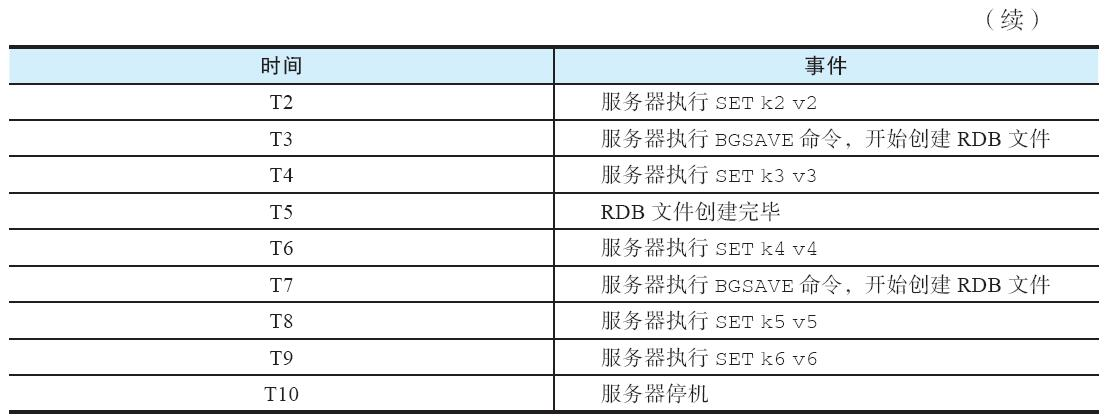 （续）
时间 事件
T2 服务器执行 SET k2 v2
T3 服务器执行 BGSAVE 命令，开始创建 RDB 文件
T4 服务器执行 SET k3 v3
T5 RDB 文件创建完毕
T6 服务器执行 SET k4 v4
T7 服务器执行 BGSAVE 命令，开始创建 RDB 文件
T8 服务器执行 SET k5 v5
T9 服务器执行 SET k6 v6
T10 服务器停机